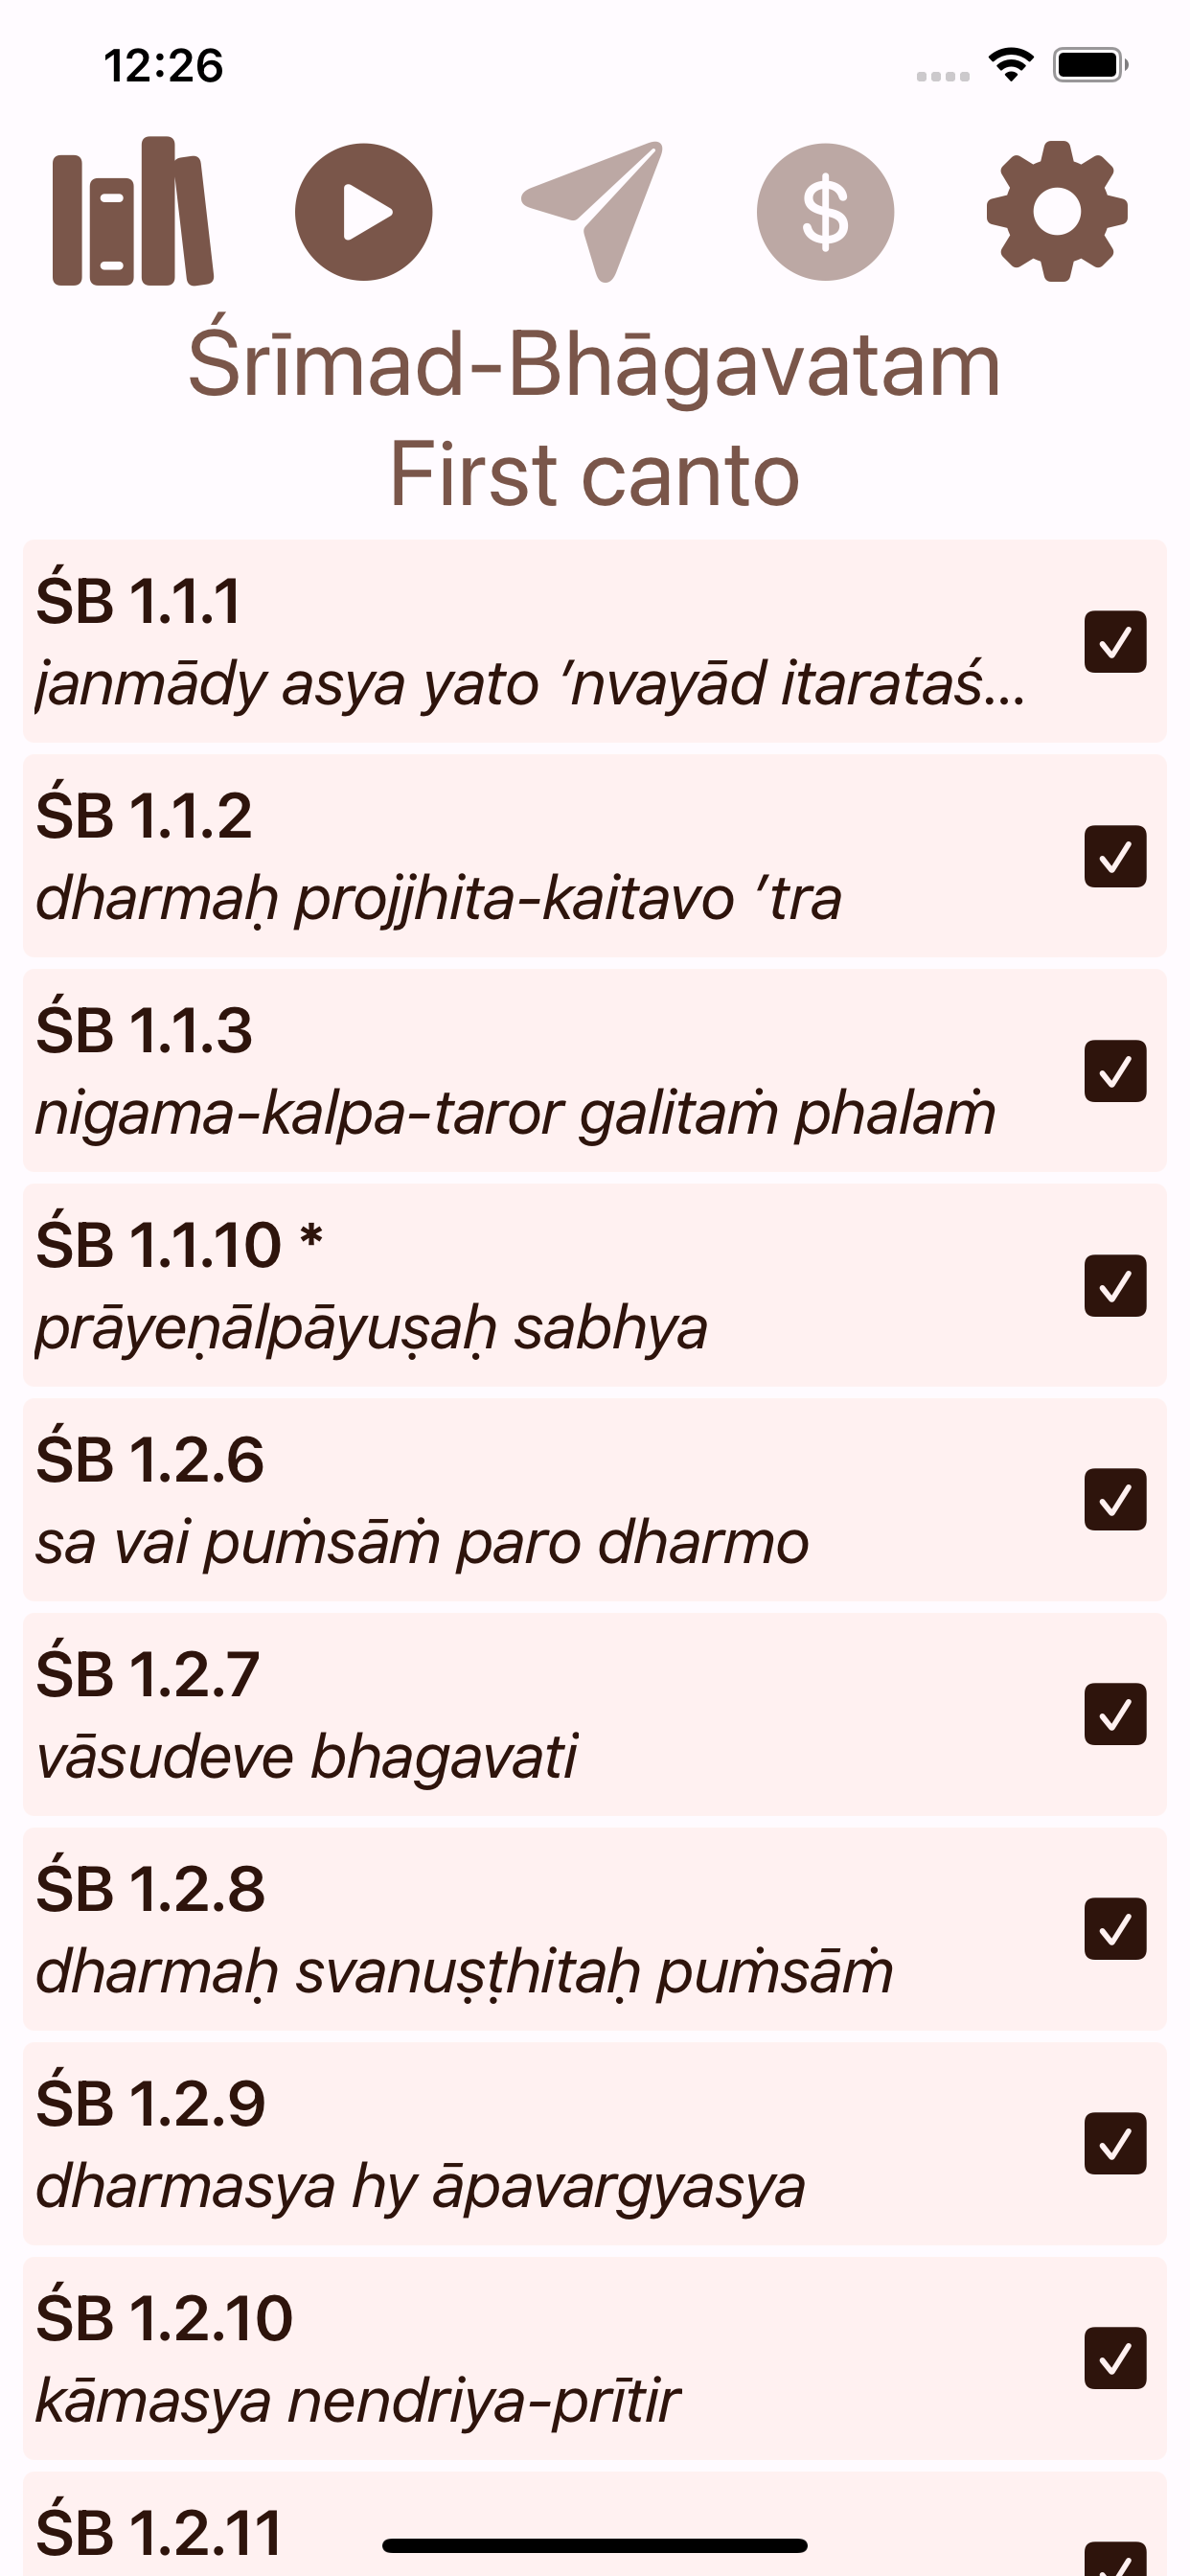 12:26
$
Śrīmad-Bhāgavatam
First canto
ŚB 1.1.1
janmādy asya yato ’nvayād itarataś...
ŚB 1.1.2
dharmaḥ projjhita-kaitavo ’tra
ŚB 1.1.3
nigama-kalpa-taror galitaṁ phalaṁ
ŚB 1.1.10 *
prāyeṇālpāyuṣaḥ sabhya
ŚB 1.2.6
sa vai puṁsāṁ paro dharmo
ŚB 1.2.7
vāsudeve bhagavati
ŚB 1.2.8
dharmaḥ svanuṣṭhitaḥ puṁsāṁ
ŚB 1.2.9
dharmasya hy āpavargyasya
ŚB 1.2.10
kāmasya nendriya-prītir
ŚB 1.2.11